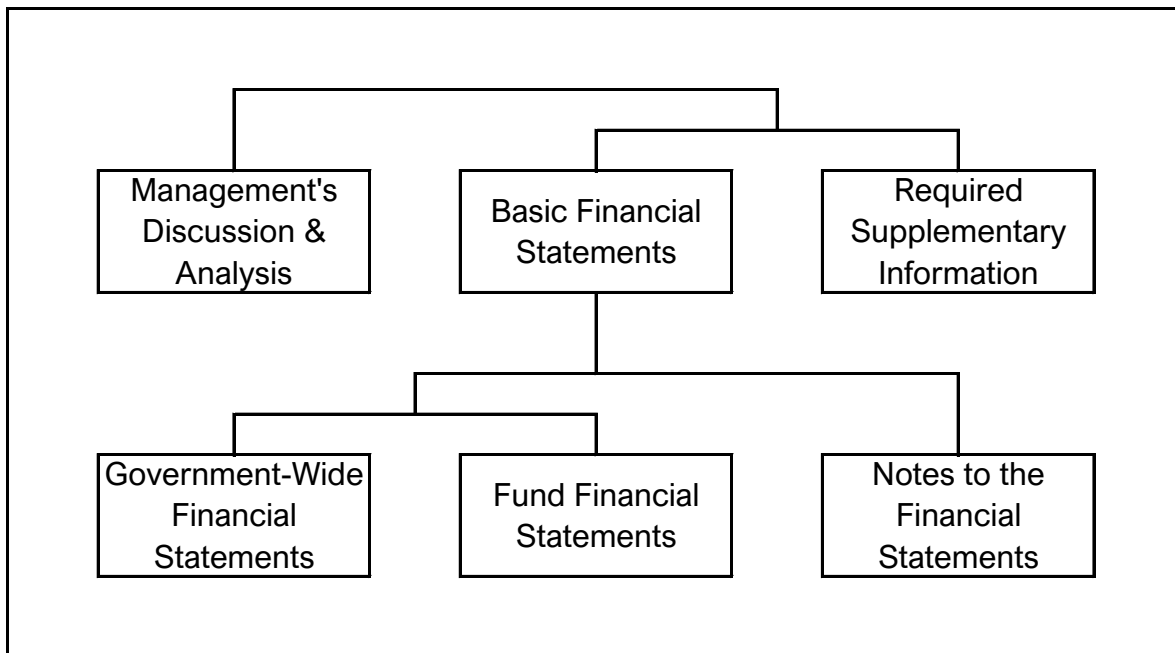 Management's
Discussion &
Analysis
Basic Financial
Statements
Required
Supplementary
Information
Government-Wide
Financial
Statements
Fund Financial
Statements
Notes to the
Financial
Statements